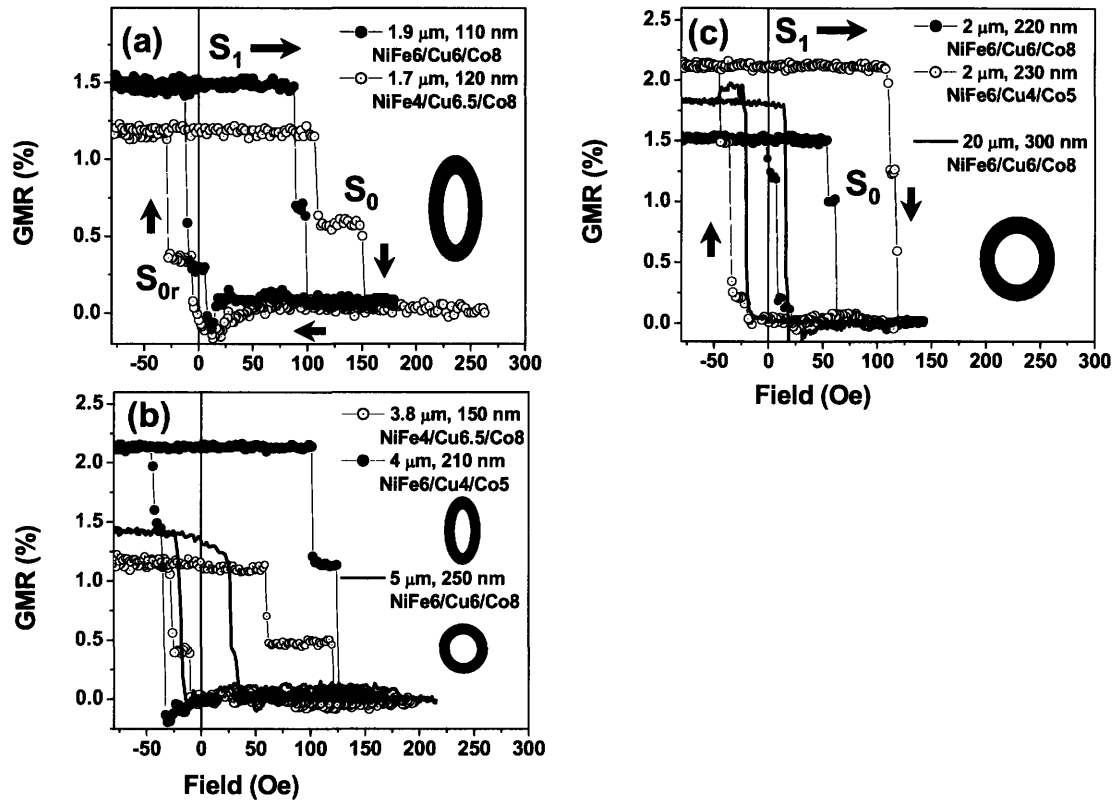 (a)
S1
1.9 μm, 110 nm
NiFe6/Cu6/Co8
1.7 μm, 120 nm
NiFe4/Cu6.5/Co8
S0
S0r
GMR (%)
1.5
1.0
0.5
0.0
-50 0 50 100 150 200 250 300
(b)
3.8 μm, 150 nm
NiFe4/Cu6.5/Co8
4 μm, 210 nm
NiFe6/Cu4/Co5
5 μm, 250 nm
NiFe6/Cu6/Co8
GMR (%)
2.5
2.0
1.5
1.0
0.5
0.0
-50 0 50 100 150 200 250 300
Field (Oe)
(c)
S1
2 μm, 220 nm
NiFe6/Cu6/Co8
2 μm, 230 nm
NiFe6/Cu4/Co5
20 μm, 300 nm
NiFe6/Cu6/Co8
S0
GMR (%)
2.5
2.0
1.5
1.0
0.5
0.0
-50 0 50 100 150 200 250 300
Field (Oe)